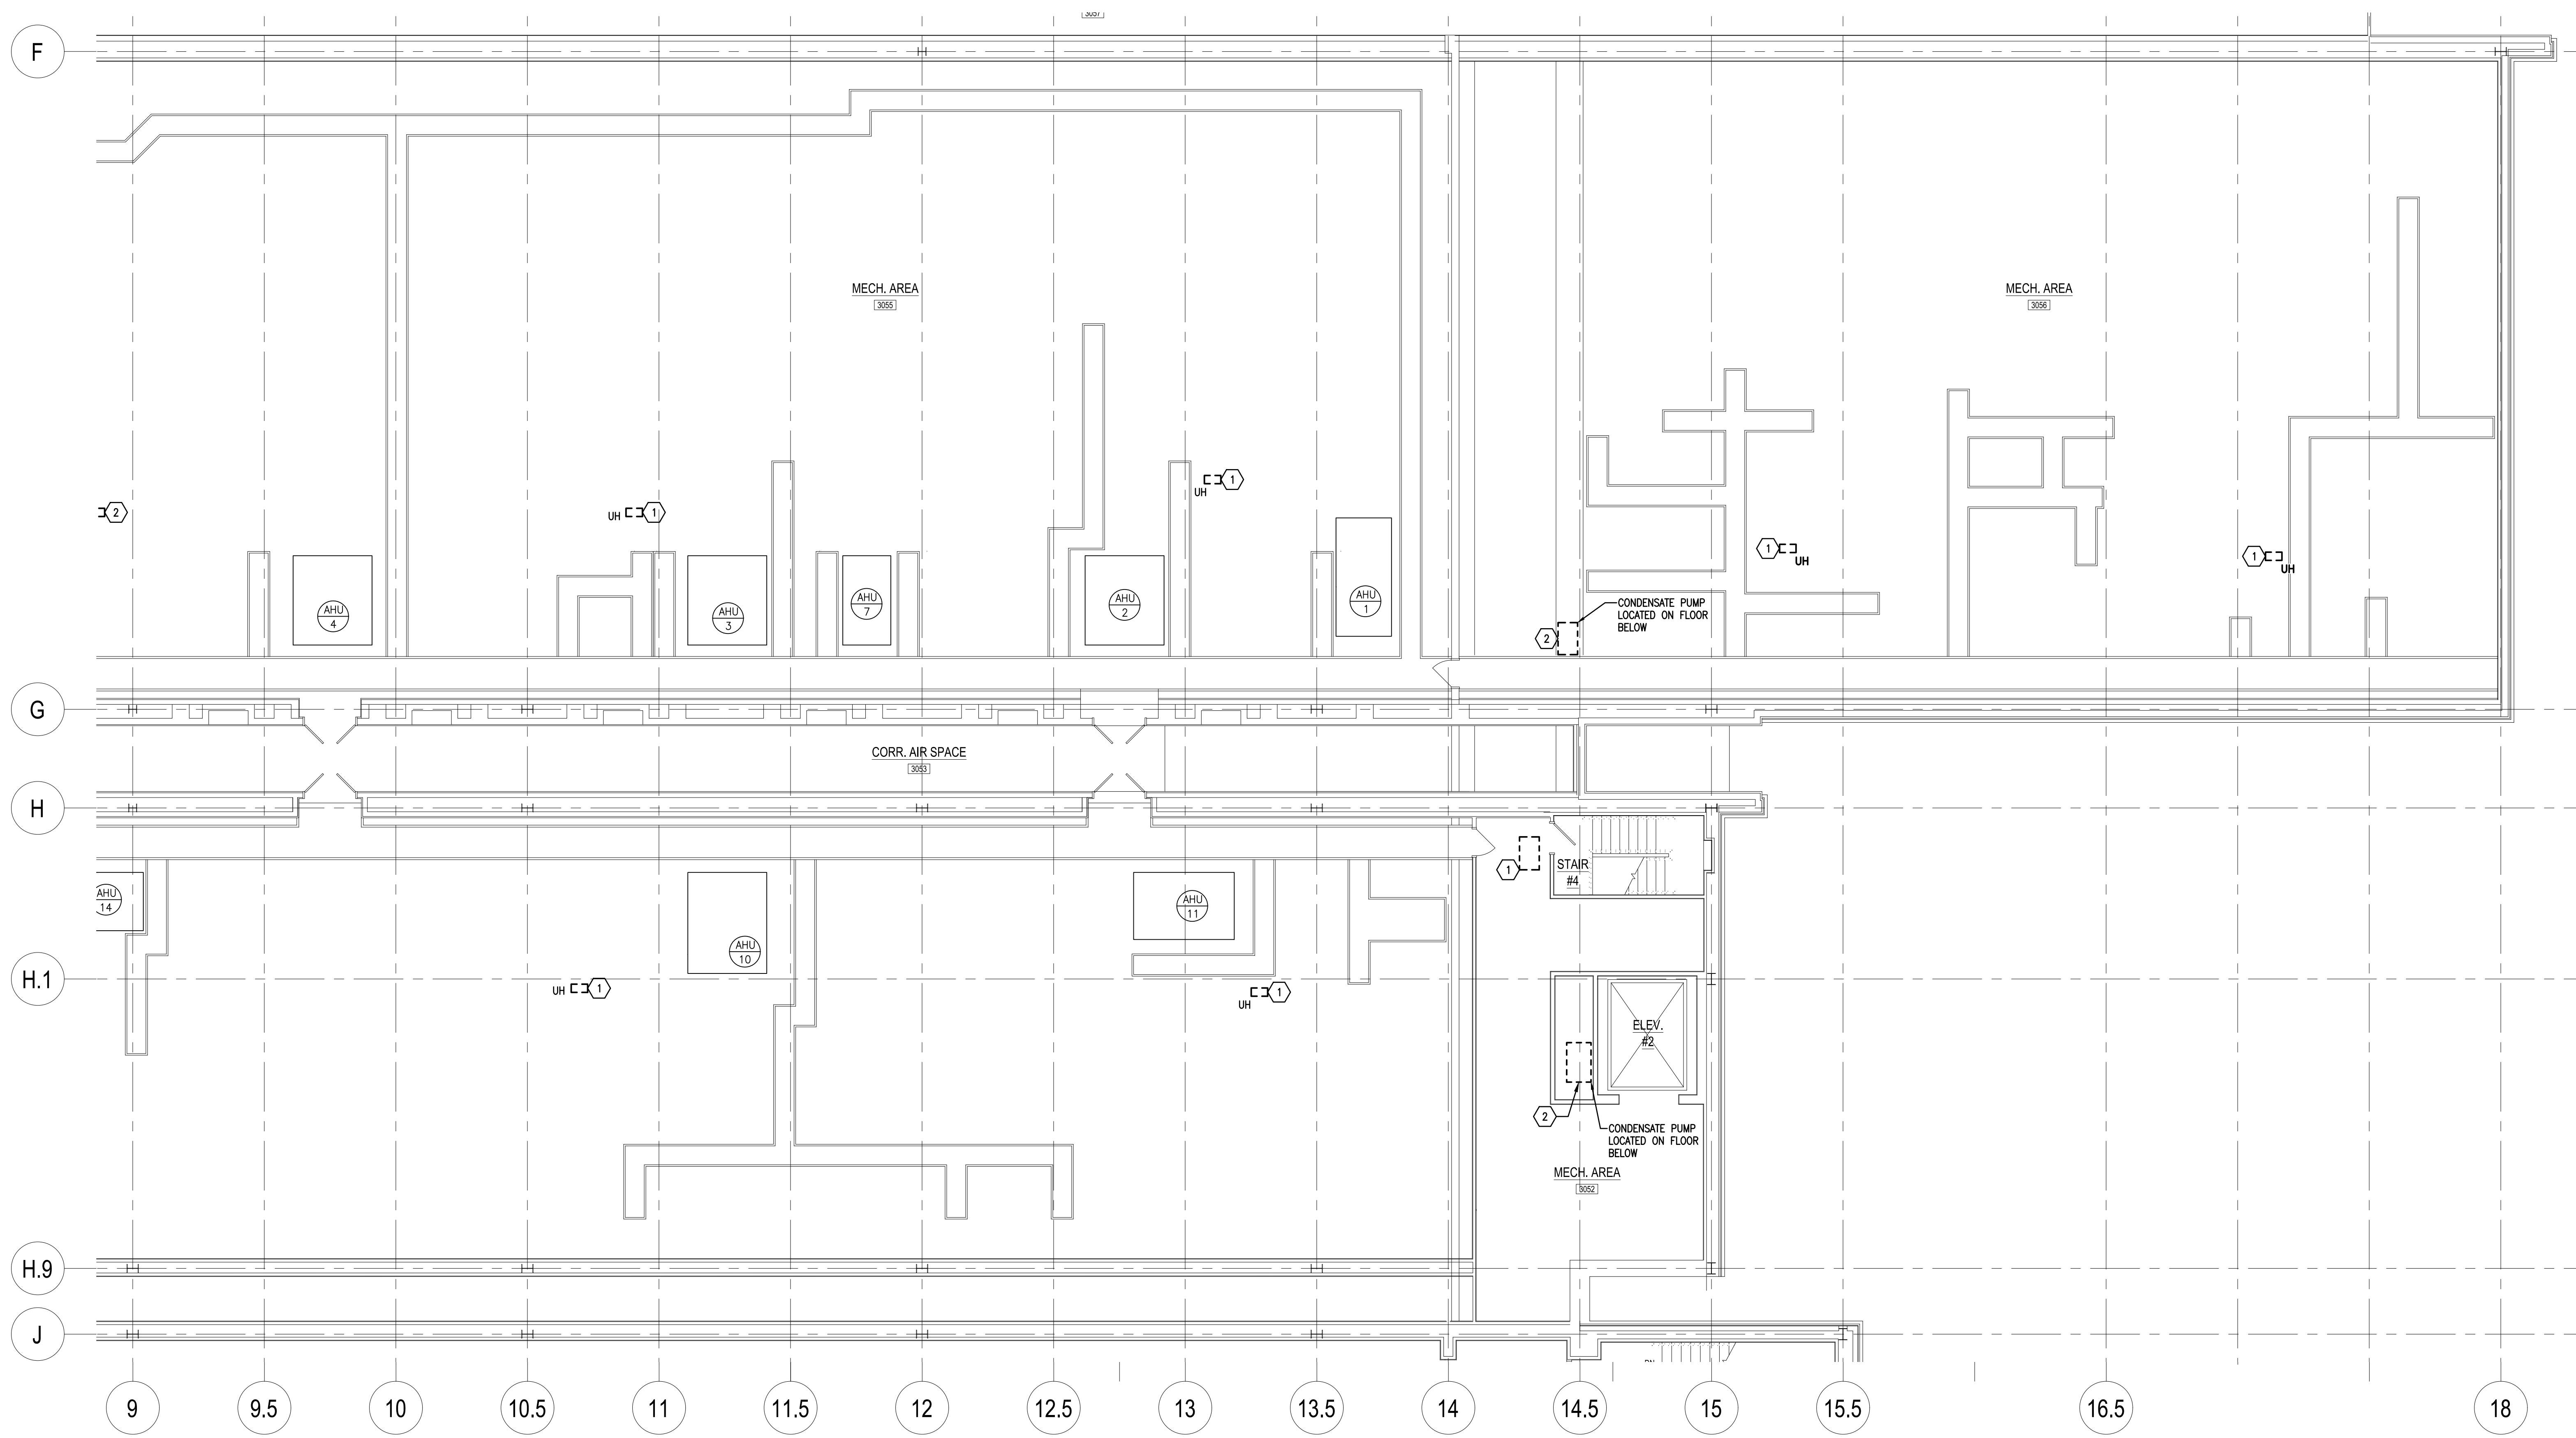 3057
F
MECH. AREA
3055
MECH. AREA
3056
1
UH
2
UH
1
1
UH
1
UH
AHU
4
AHU
3
AHU
7
AHU
2
AHU
1
CONDENSATE PUMP
LOCATED ON FLOOR
BELOW
2
G
CORR. AIR SPACE
3053
H
1
STAIR
#4
AHU
14
AHU
11
AHU
10
H.1
UH
1
UH
1
ELEV.
#2
2
CONDENSATE PUMP
LOCATED ON FLOOR
BELOW
MECH. AREA
3052
H.9
J
9
9.5
10
10.5
11
11.5
12
12.5
13
13.5
14
14.5
15
15.5
16.5
18